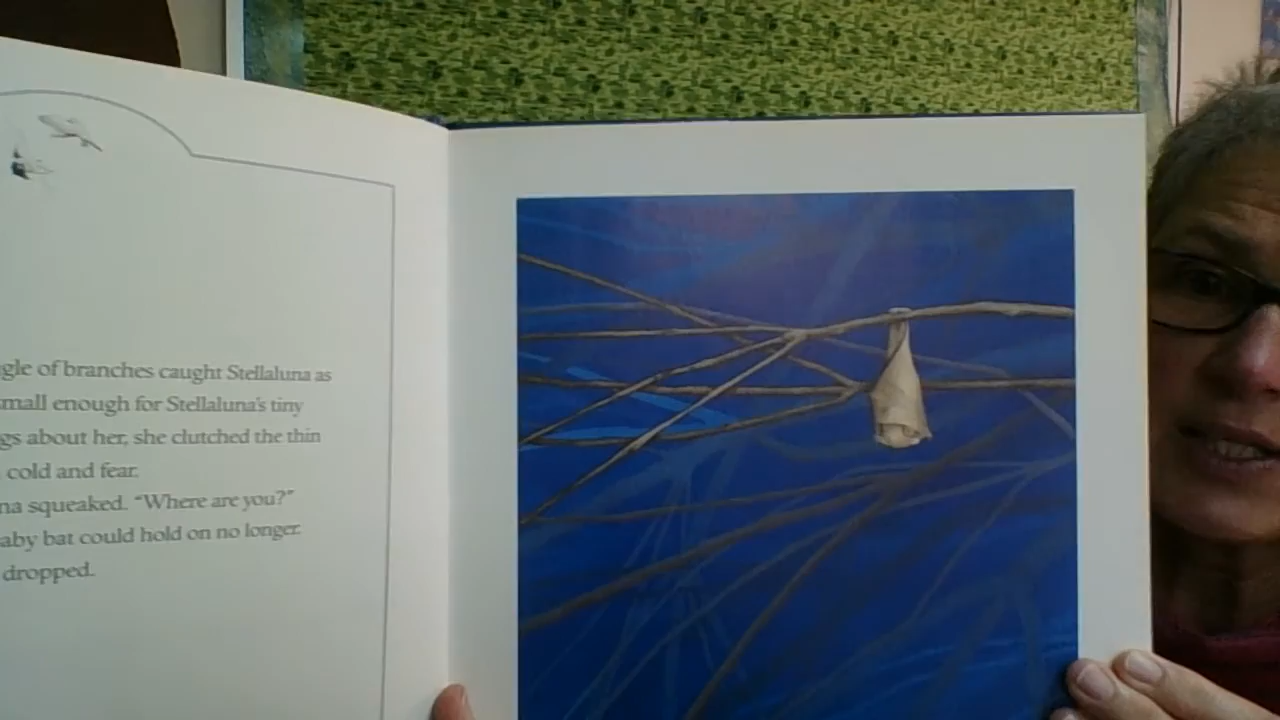 gle of branches caught Stellaluna as
mall enough for Stellaluna's tiny
gs about her, she clutched the thin
cold and fear.
na squeaked. "Where are you?"
aby bat could hold on no longer.
dropped.